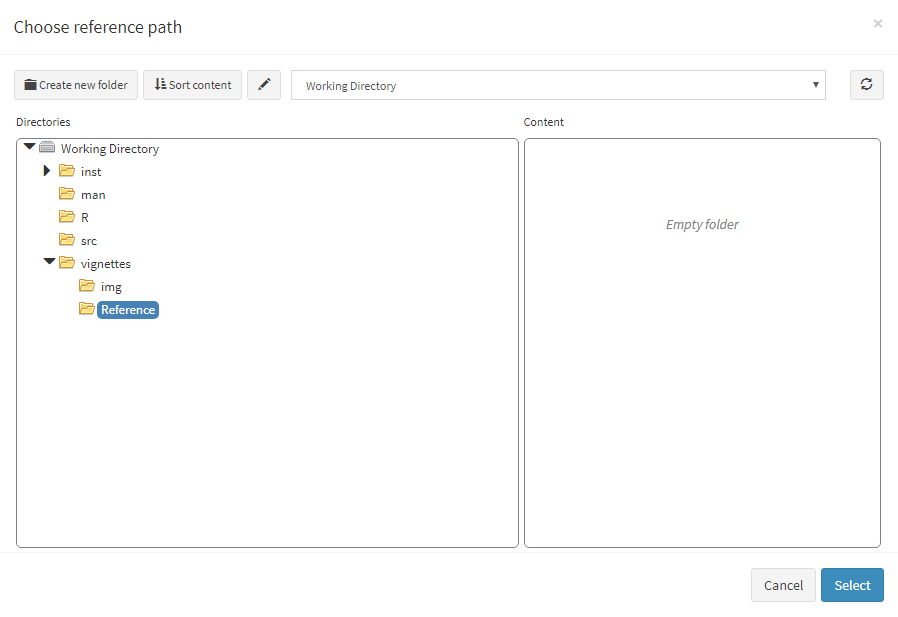 Choose reference path ×
Create new folder Sort content Working Directory
Directories Content
Working Directory
inst
man
R
src
vignettes
img
Reference
Empty folder
Cancel Select